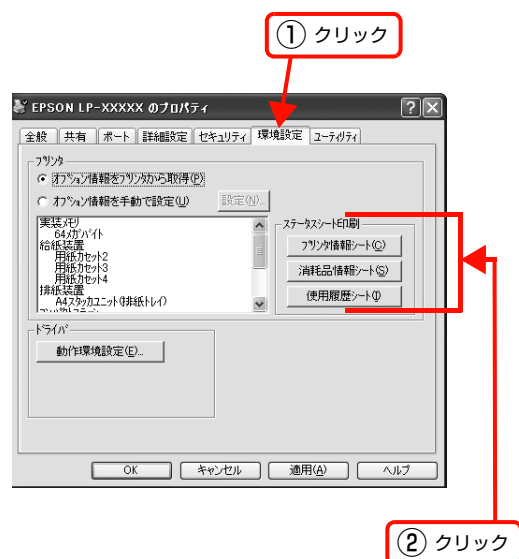 ① クリック
EPSON LP-XXXXX のプロパティ
全般 共有 ポート 詳細設定 セキュリティ 環境設定 ユーティリティ
プリンタ
オプション情報をプリンタから取得(P)
オプション情報を手動で設定(U) 設定(N)...
実装メモリ
64メガバイト
給紙装置
用紙カセット2
用紙カセット3
用紙カセット4
排紙装置
A4スタッカユニット(排紙トレイ)
ステータスシート印刷
プリンタ情報シート(C)
消耗品情報シート(S)
使用履歴シート(I)
ドライバ
動作環境設定(E)...
OK キャンセル 適用(A) ヘルプ
② クリック